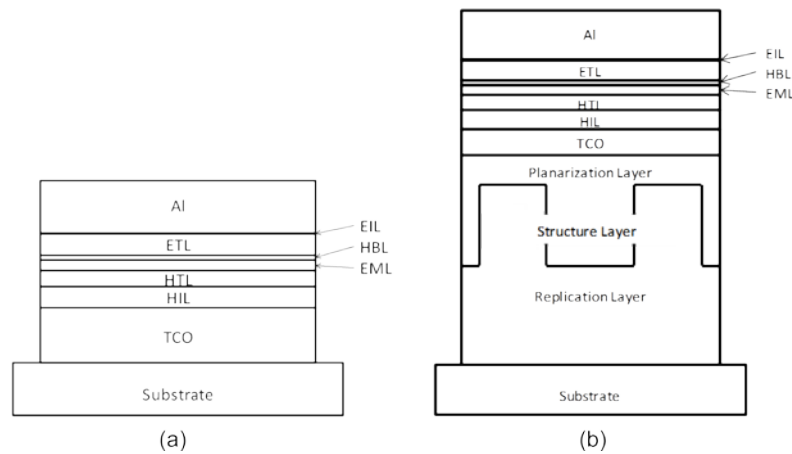 Al
ETL
HTL
HIL
TCO
Substrate
EIL
HBL
EML
(a)
Al
ETL
HTL
HIL
TCO
Planarization Layer
Structure Layer
Replication Layer
Substrate
EIL
HBL
EML
(b)